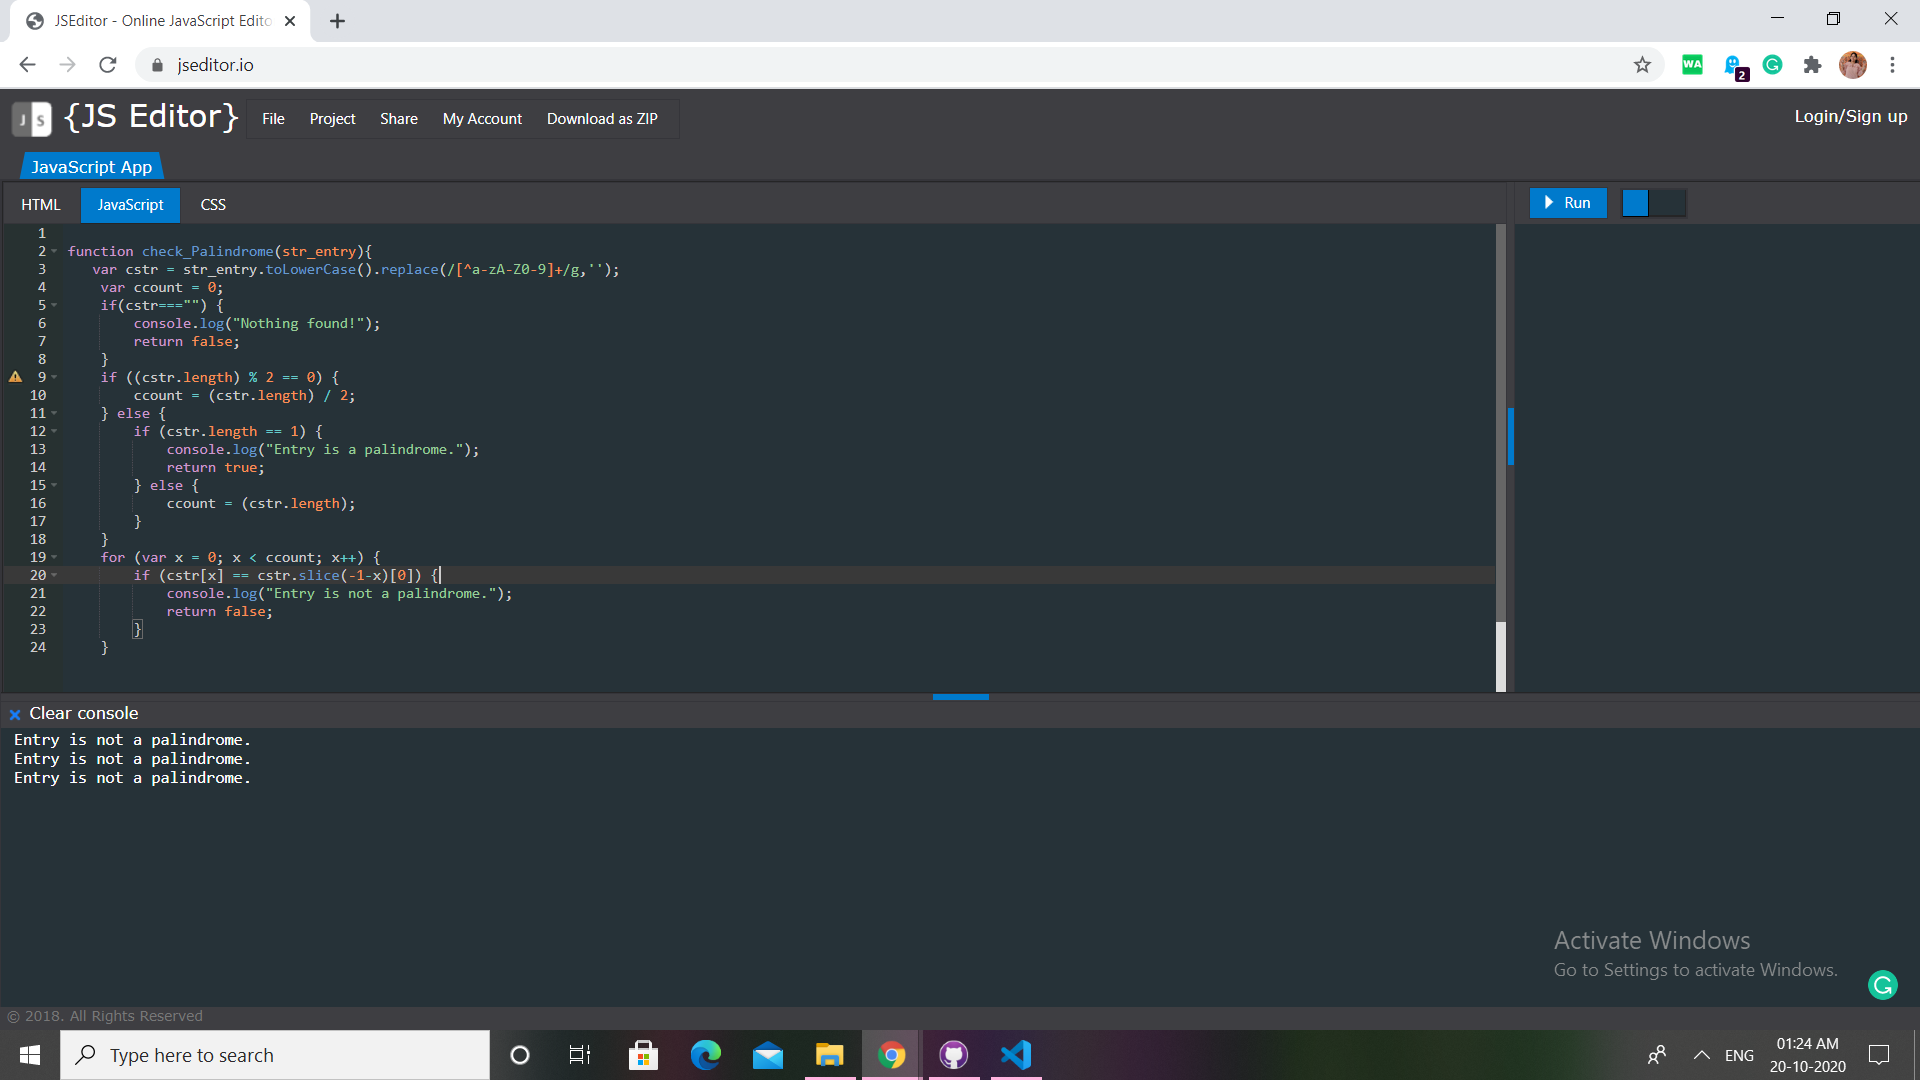 JSEditor - Online JavaScript Edito
jseditor.io
WA
2
JS
{JS Editor}
File Project Share My Account Download as ZIP
Login/Sign up
JavaScript App
HTML JavaScript CSS
Run
1
2 function check_Palindrome(str_entry){
3 var cstr = str_entry.toLowerCase().replace(/[^a-zA-Z0-9]+/g,'');
4 var ccount = 0;
5 if(cstr==="") {
6 console.log("Nothing found!");
7 return false;
8 }
9 if ((cstr.length) % 2 == 0) {
10 ccount = (cstr.length) / 2;
11 } else {
12 if (cstr.length == 1) {
13 console.log("Entry is a palindrome.");
14 return true;
15 } else {
16 ccount = (cstr.length);
17 }
18 }
19 for (var x = 0; x < ccount; x++) {
20 if (cstr[x] == cstr.slice(-1-x)[0]) {
21 console.log("Entry is not a palindrome.");
22 return false;
23 }
24 }
Clear console
Entry is not a palindrome.
Entry is not a palindrome.
Entry is not a palindrome.
Activate Windows
Go to Settings to activate Windows.
© 2018. All Rights Reserved
Type here to search
ENG
01:24 AM
20-10-2020